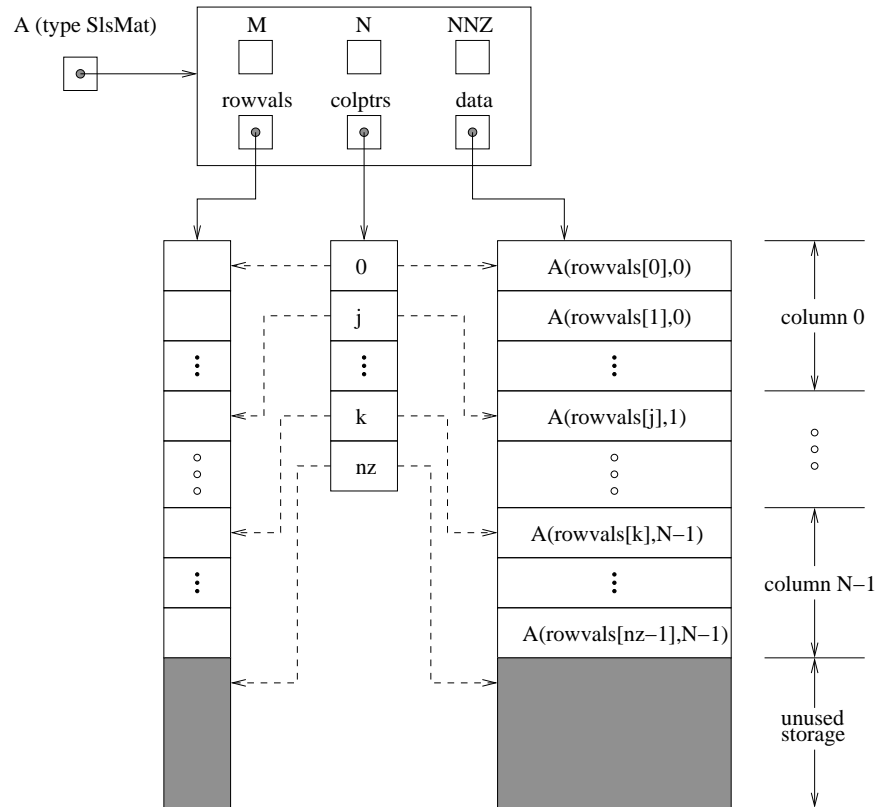 A (type SlsMat)
M N NNZ
rowvals colptrs data
0
A(rowvals[0],0)
j
A(rowvals[1],0)
column 0
k
A(rowvals[j],1)
nz
A(rowvals[k],N−1)
column N−1
A(rowvals[nz−1],N−1)
unused
storage